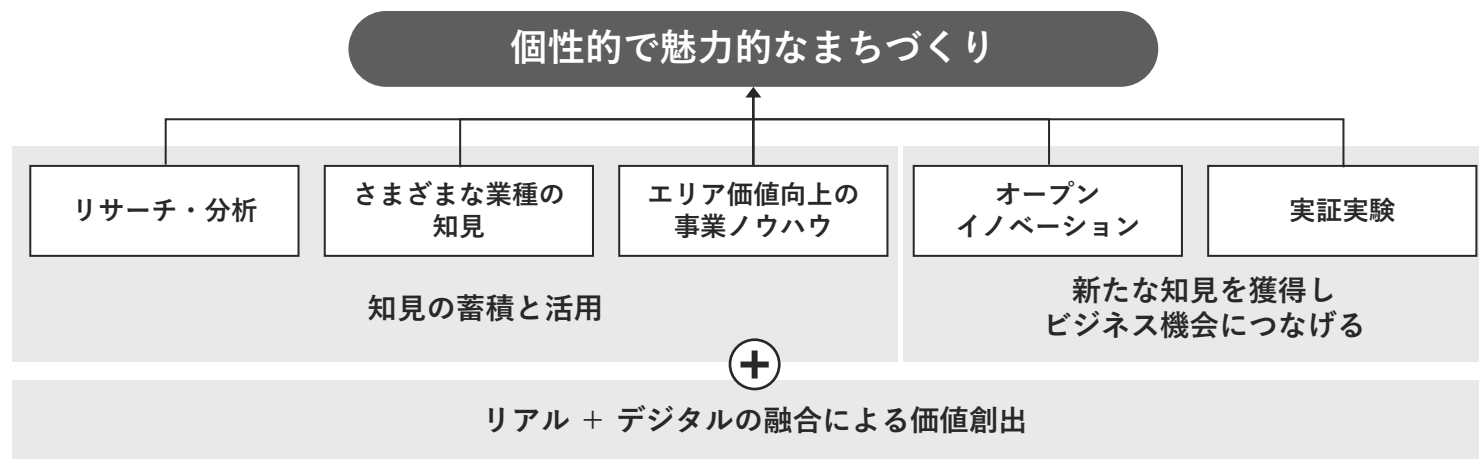 個性的で魅力的なまちづくり
リサーチ・分析
さまざまな業種の
知見
エリア価値向上の
事業ノウハウ
オープン
イノベーション
実証実験
知見の蓄積と活用
新たな知見を獲得し
ビジネス機会につなげる
+
リアル + デジタルの融合による価値創出